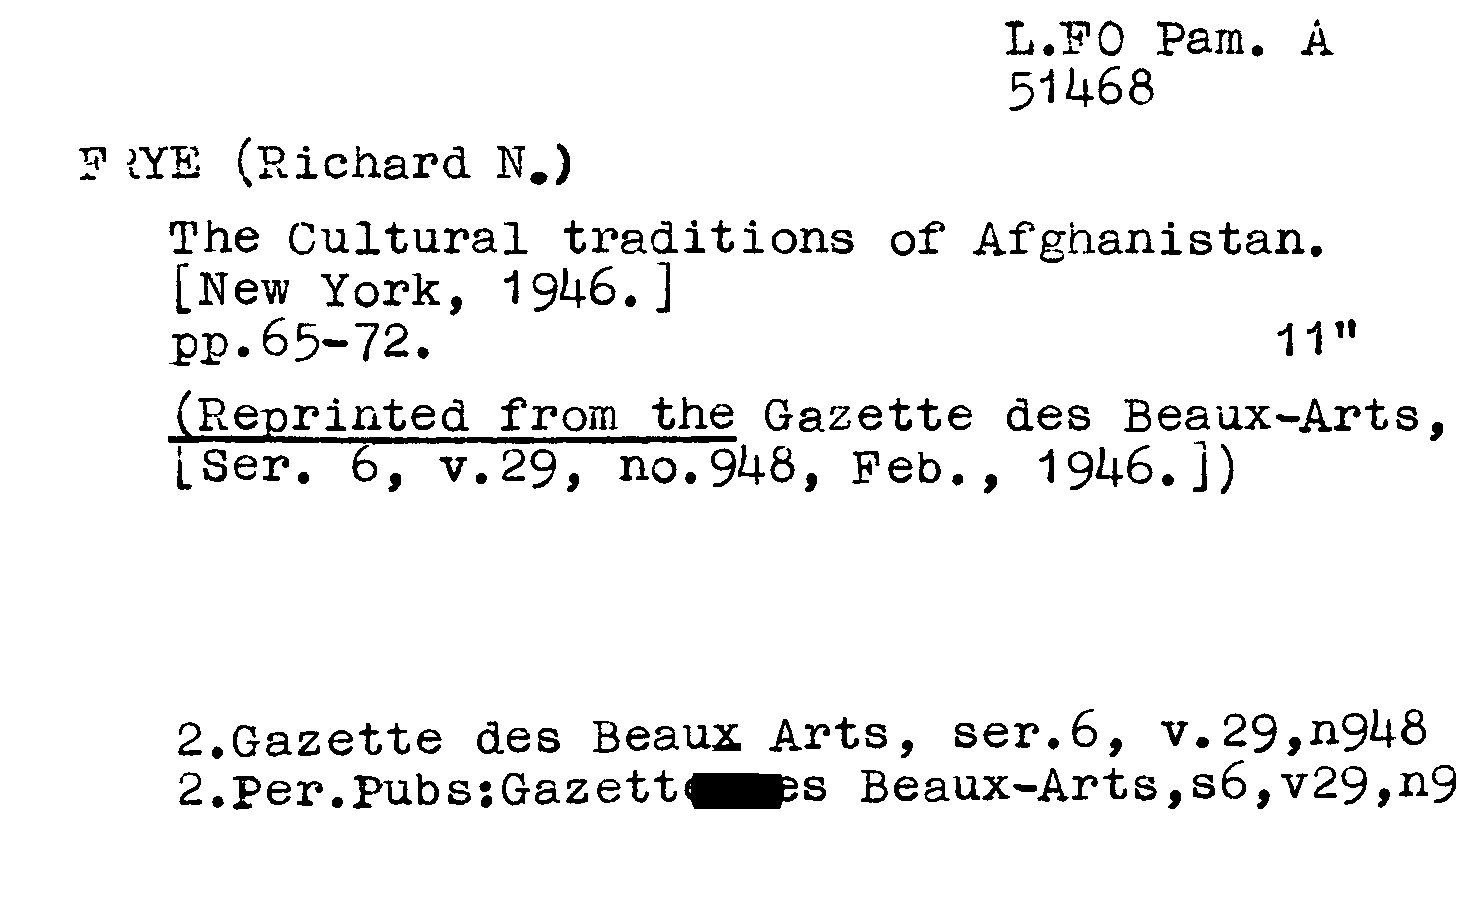 L.FO Pam. A
51468
FRYE (Richard N.)
The Cultural traditions of Afghanistan.
[New York, 1946.]
pp.65-72. 11"
(Reprinted from the Gazette des Beaux-Arts,
[Ser. 6, v.29, no.948, Feb., 1946.])
2.Gazette des Beaux Arts, ser.6, v.29,n948
2.Per.Pubs: Beaux-Arts,s6,v29,n9